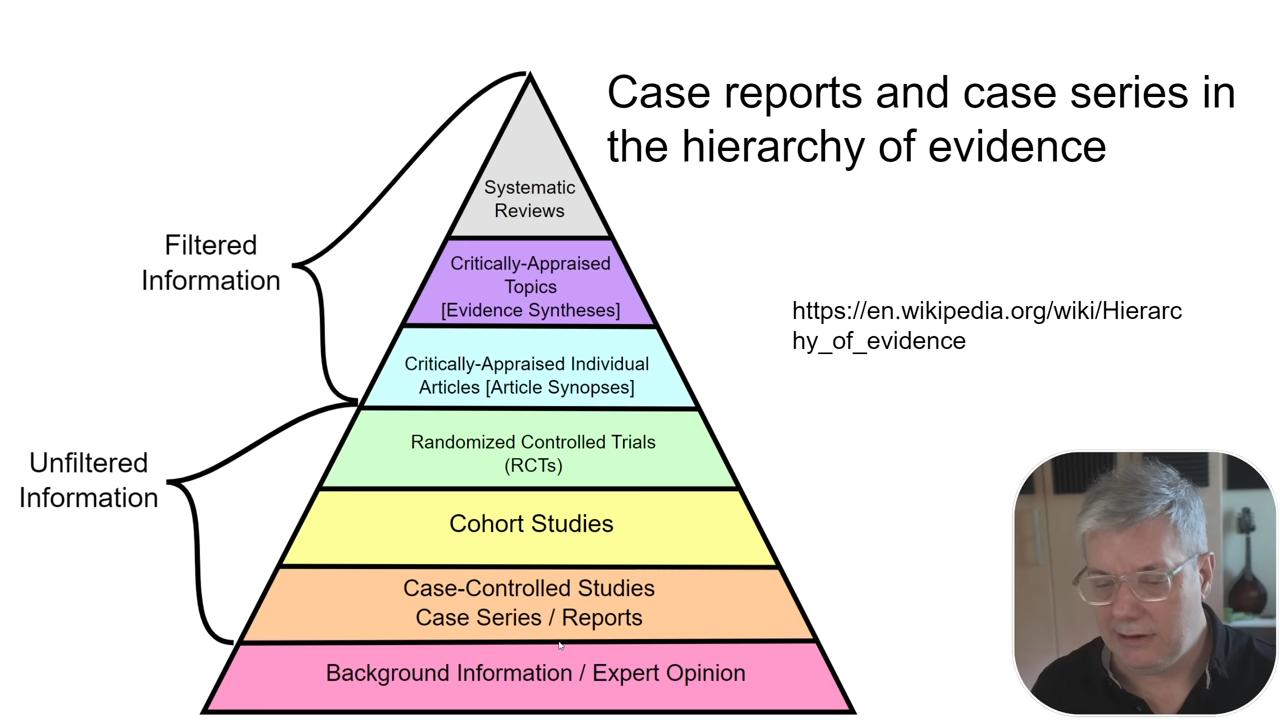 Case reports and case series in
the hierarchy of evidence
Systematic
Reviews
Filtered
Information
Critically-Appraised
Topics
[Evidence Syntheses]
https://en.wikipedia.org/wiki/Hierarc
hy_of_evidence
Critically-Appraised Individual
Articles [Article Synopses]
Randomized Controlled Trials
(RCTs)
Unfiltered
Information
Cohort Studies
Case-Controlled Studies
Case Series / Reports
Background Information / Expert Opinion